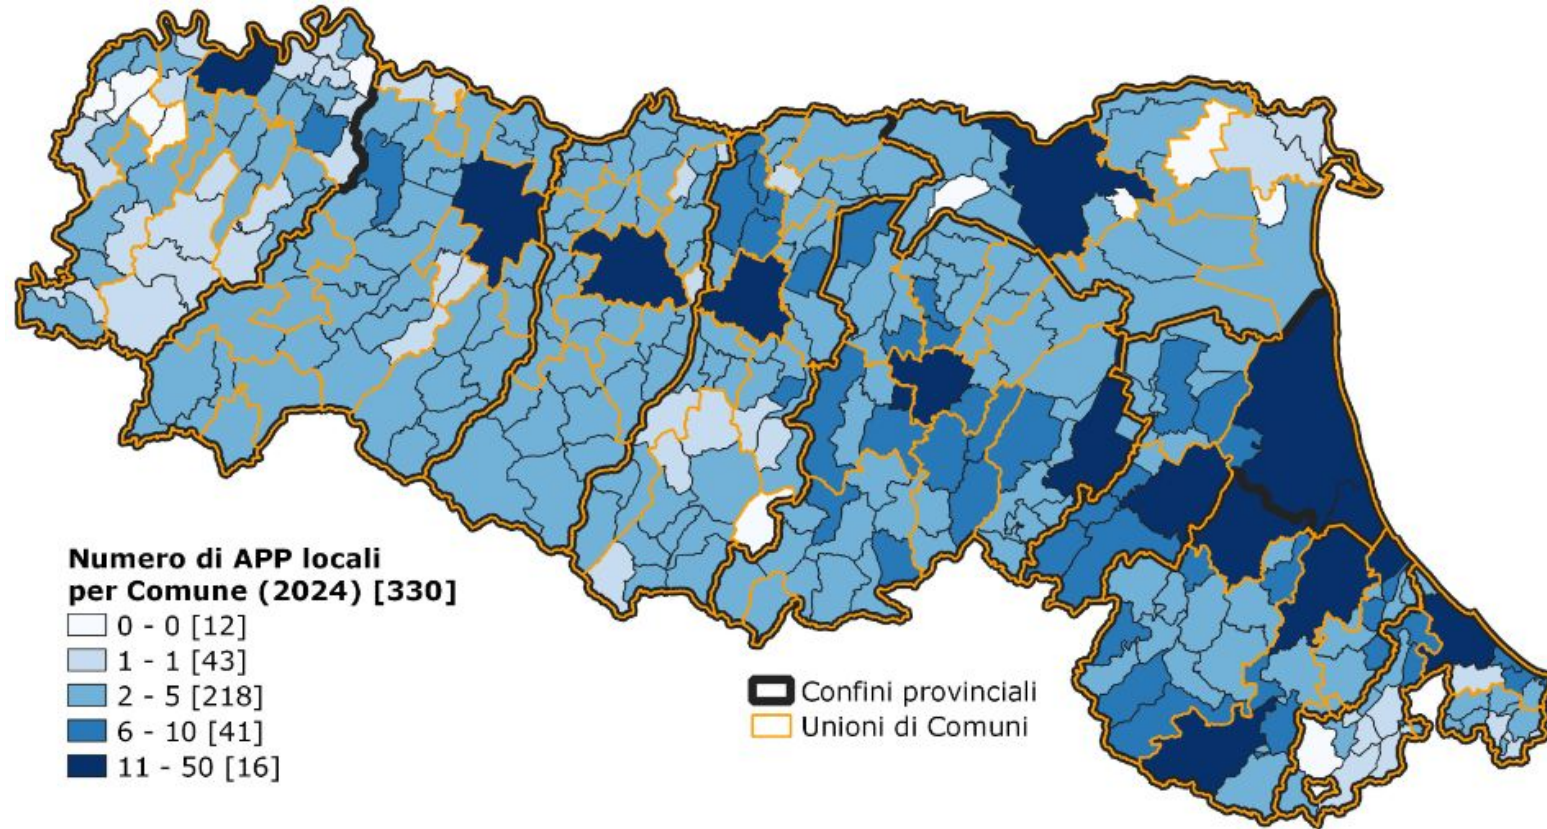 Numero di APP locali
per Comune (2024) [330]
0 - 0 [12]
1 - 1 [43]
2 - 5 [218]
6 - 10 [41]
11 - 50 [16]
Confini provinciali
Unioni di Comuni